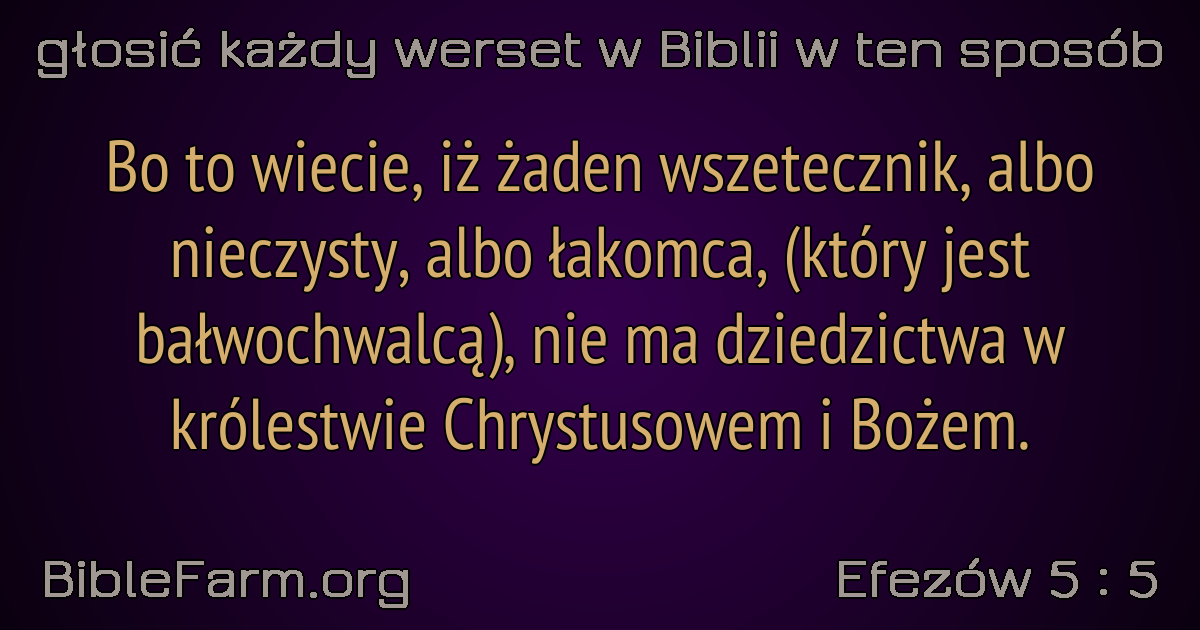 głosić każdy werset w Biblii w ten sposób
Bo to wiecie, iż żaden wszetecznik, albo
nieczysty, albo łakomca, (który jest
bałwochwalcą), nie ma dziedzictwa w
królestwie Chrystusowem i Bożem.
BibleFarm.org
Efezów 5 : 5